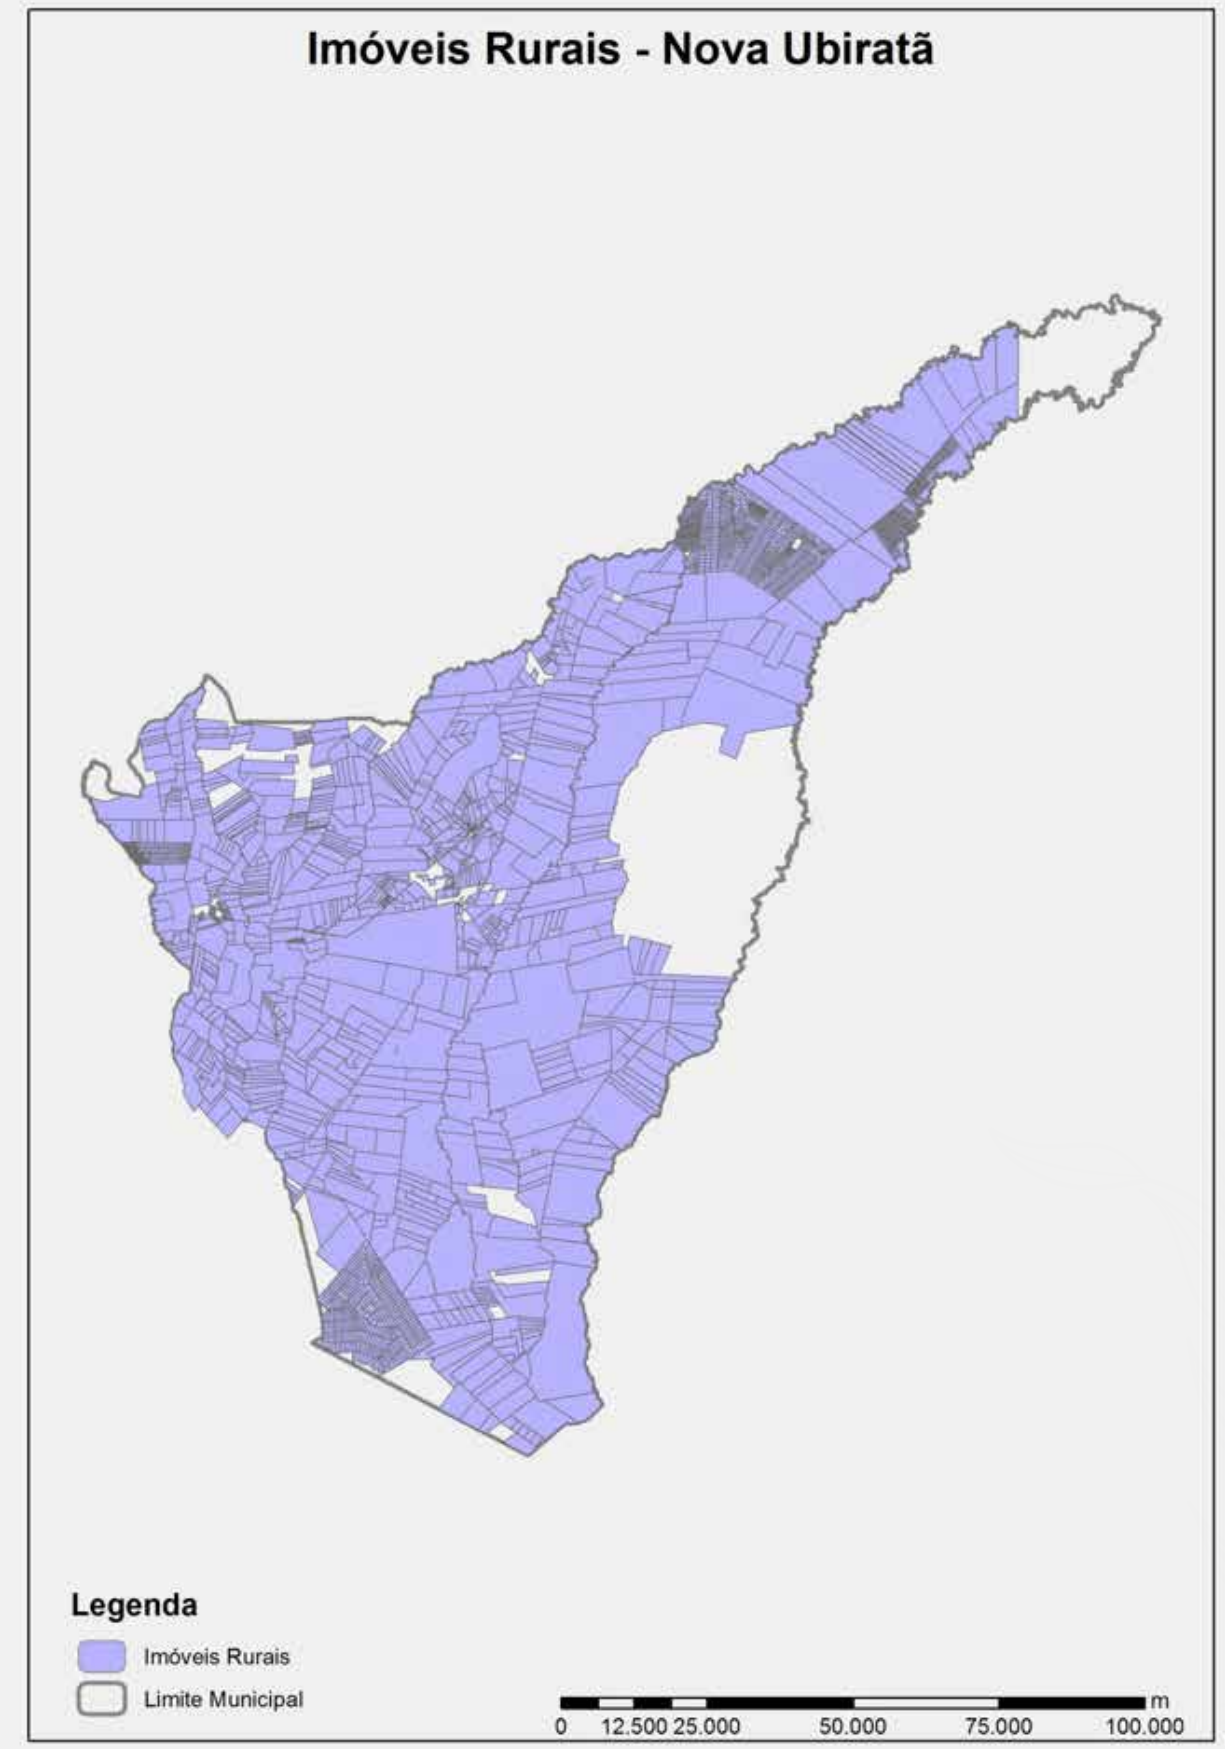 Imóveis Rurais - Nova Ubiratã
Legenda
Imóveis Rurais
Limite Municipal
m
0 12.500 25.000 50.000 75.000 100.000